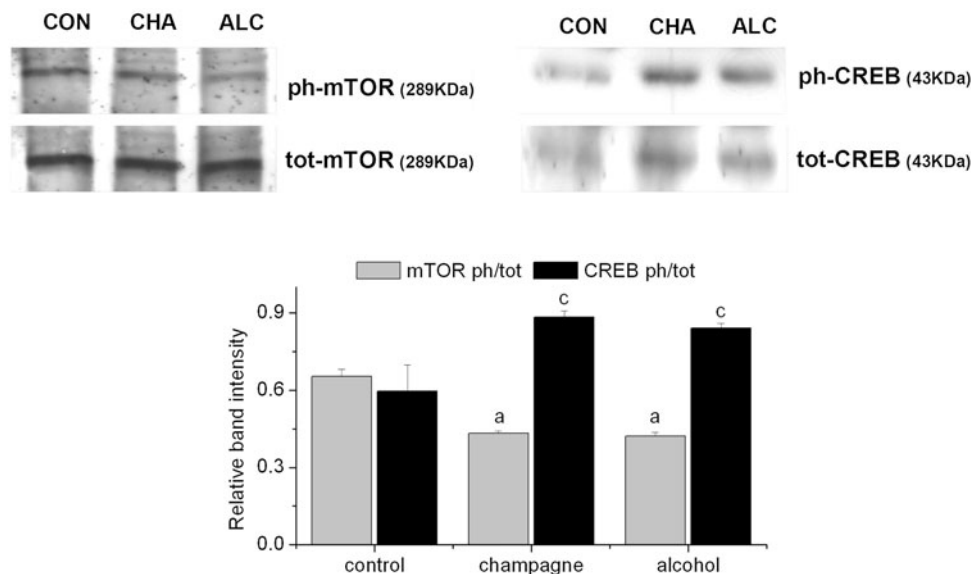 CON CHA ALC
ph-mTOR (289KDa)
tot-mTOR (289KDa)
CON CHA ALC
ph-CREB (43KDa)
tot-CREB (43KDa)
mTOR ph/tot CREB ph/tot
Relative band intensity
0.9
0.6
0.3
0.0
a c
a c
control champagne alcohol